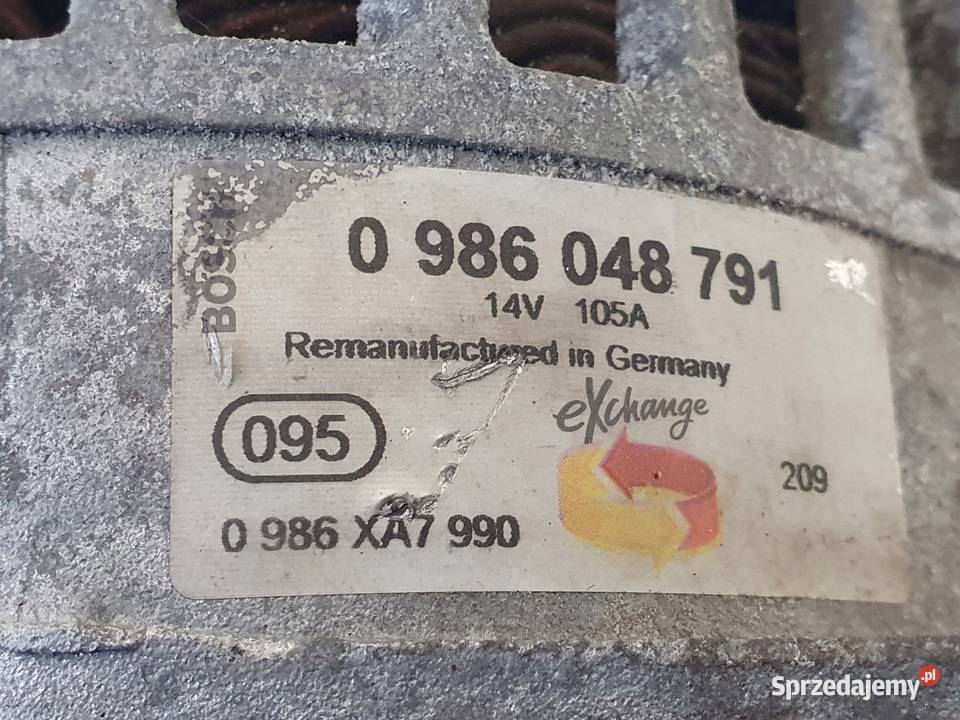 BOSCH
0 986 048 791
14V 105A
Remanufactured in Germany
eXchange
095
209
0 986 XA7 990
Sprzedajemy.pl